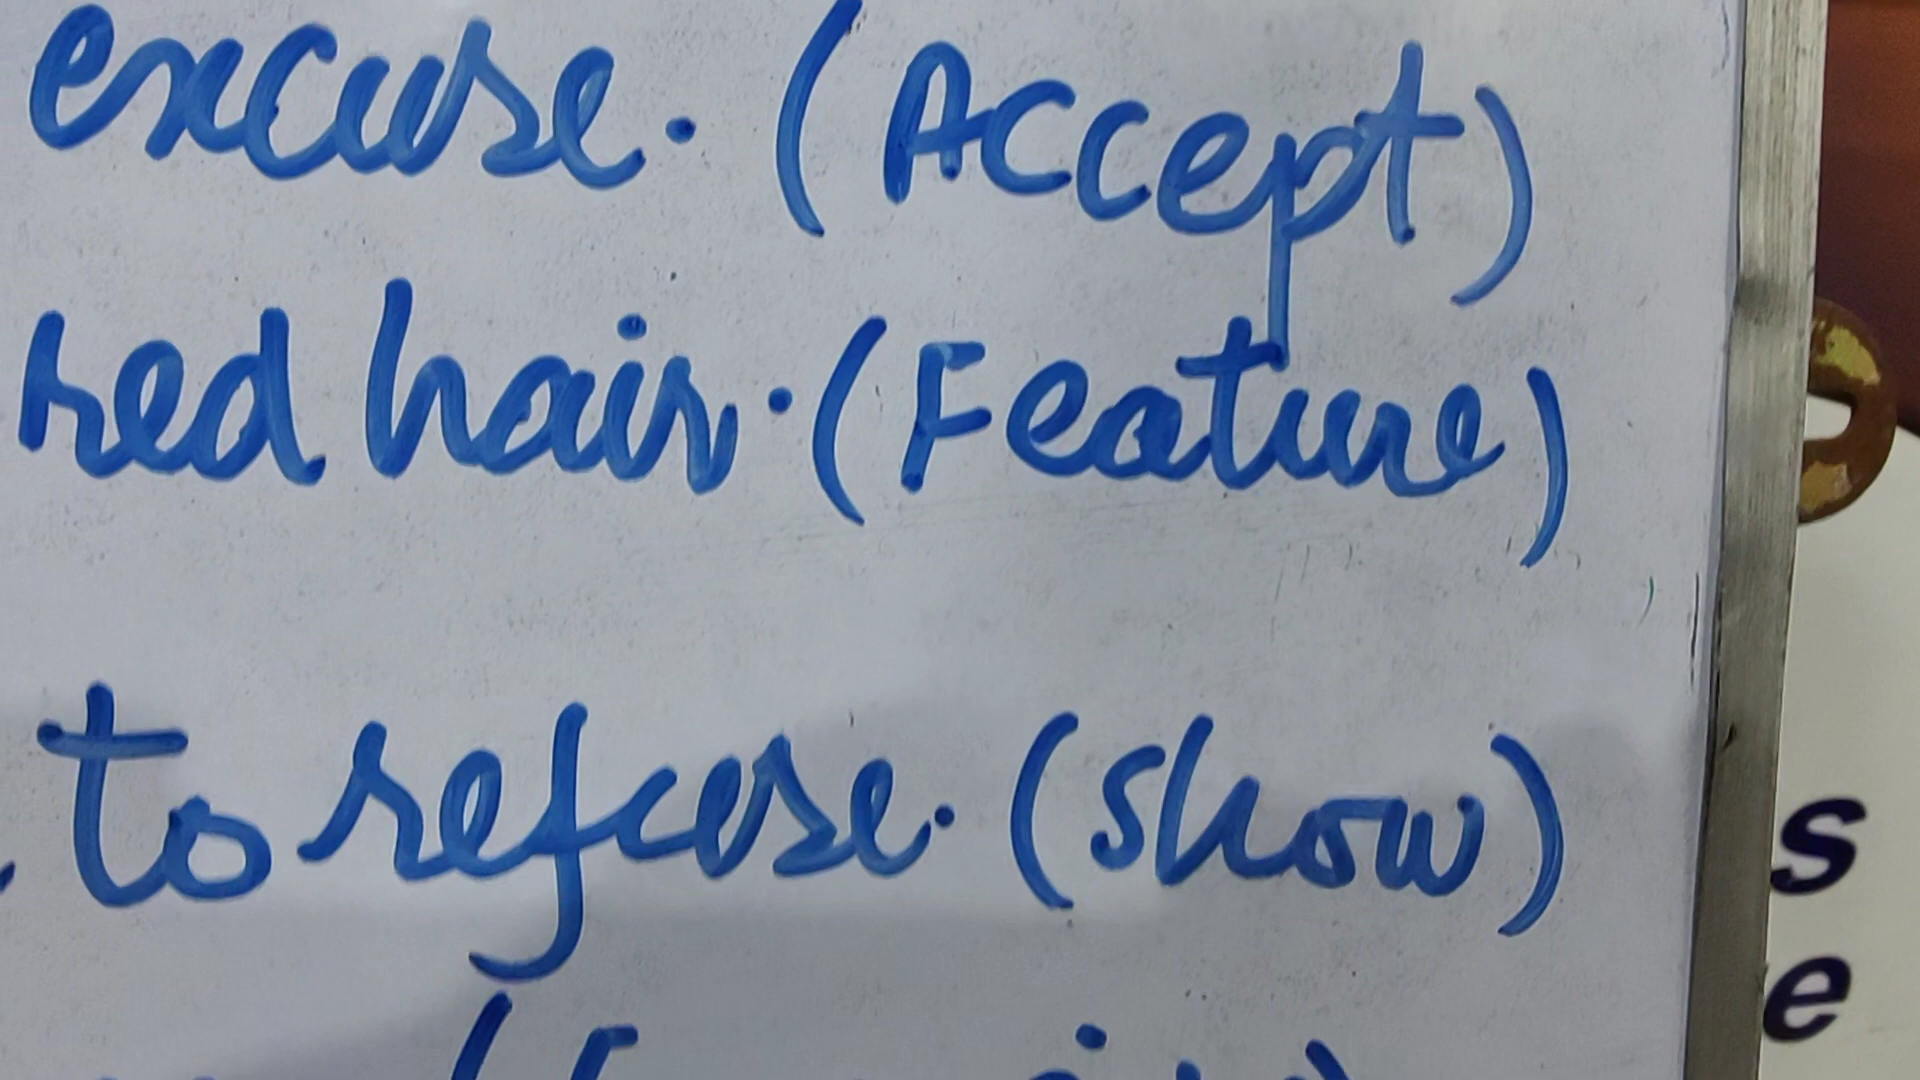 excuse. (Accept)
red hair. (Feature)
to refuse. (show)
s
e